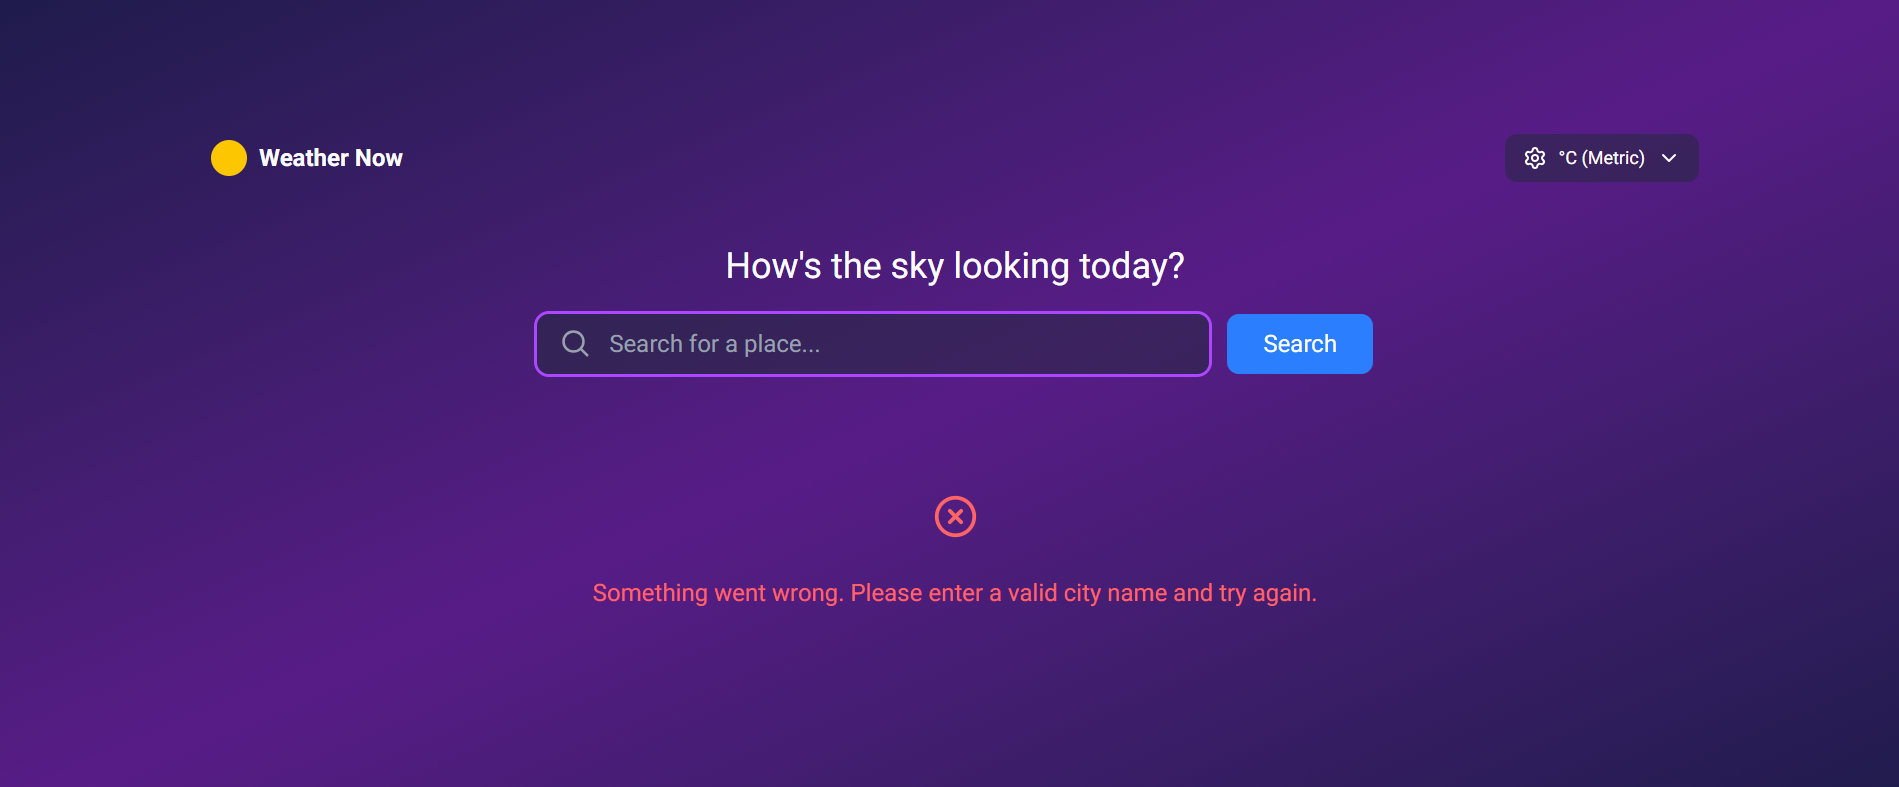 Weather Now
°C (Metric)
How's the sky looking today?
Search for a place...
Search
Something went wrong. Please enter a valid city name and try again.